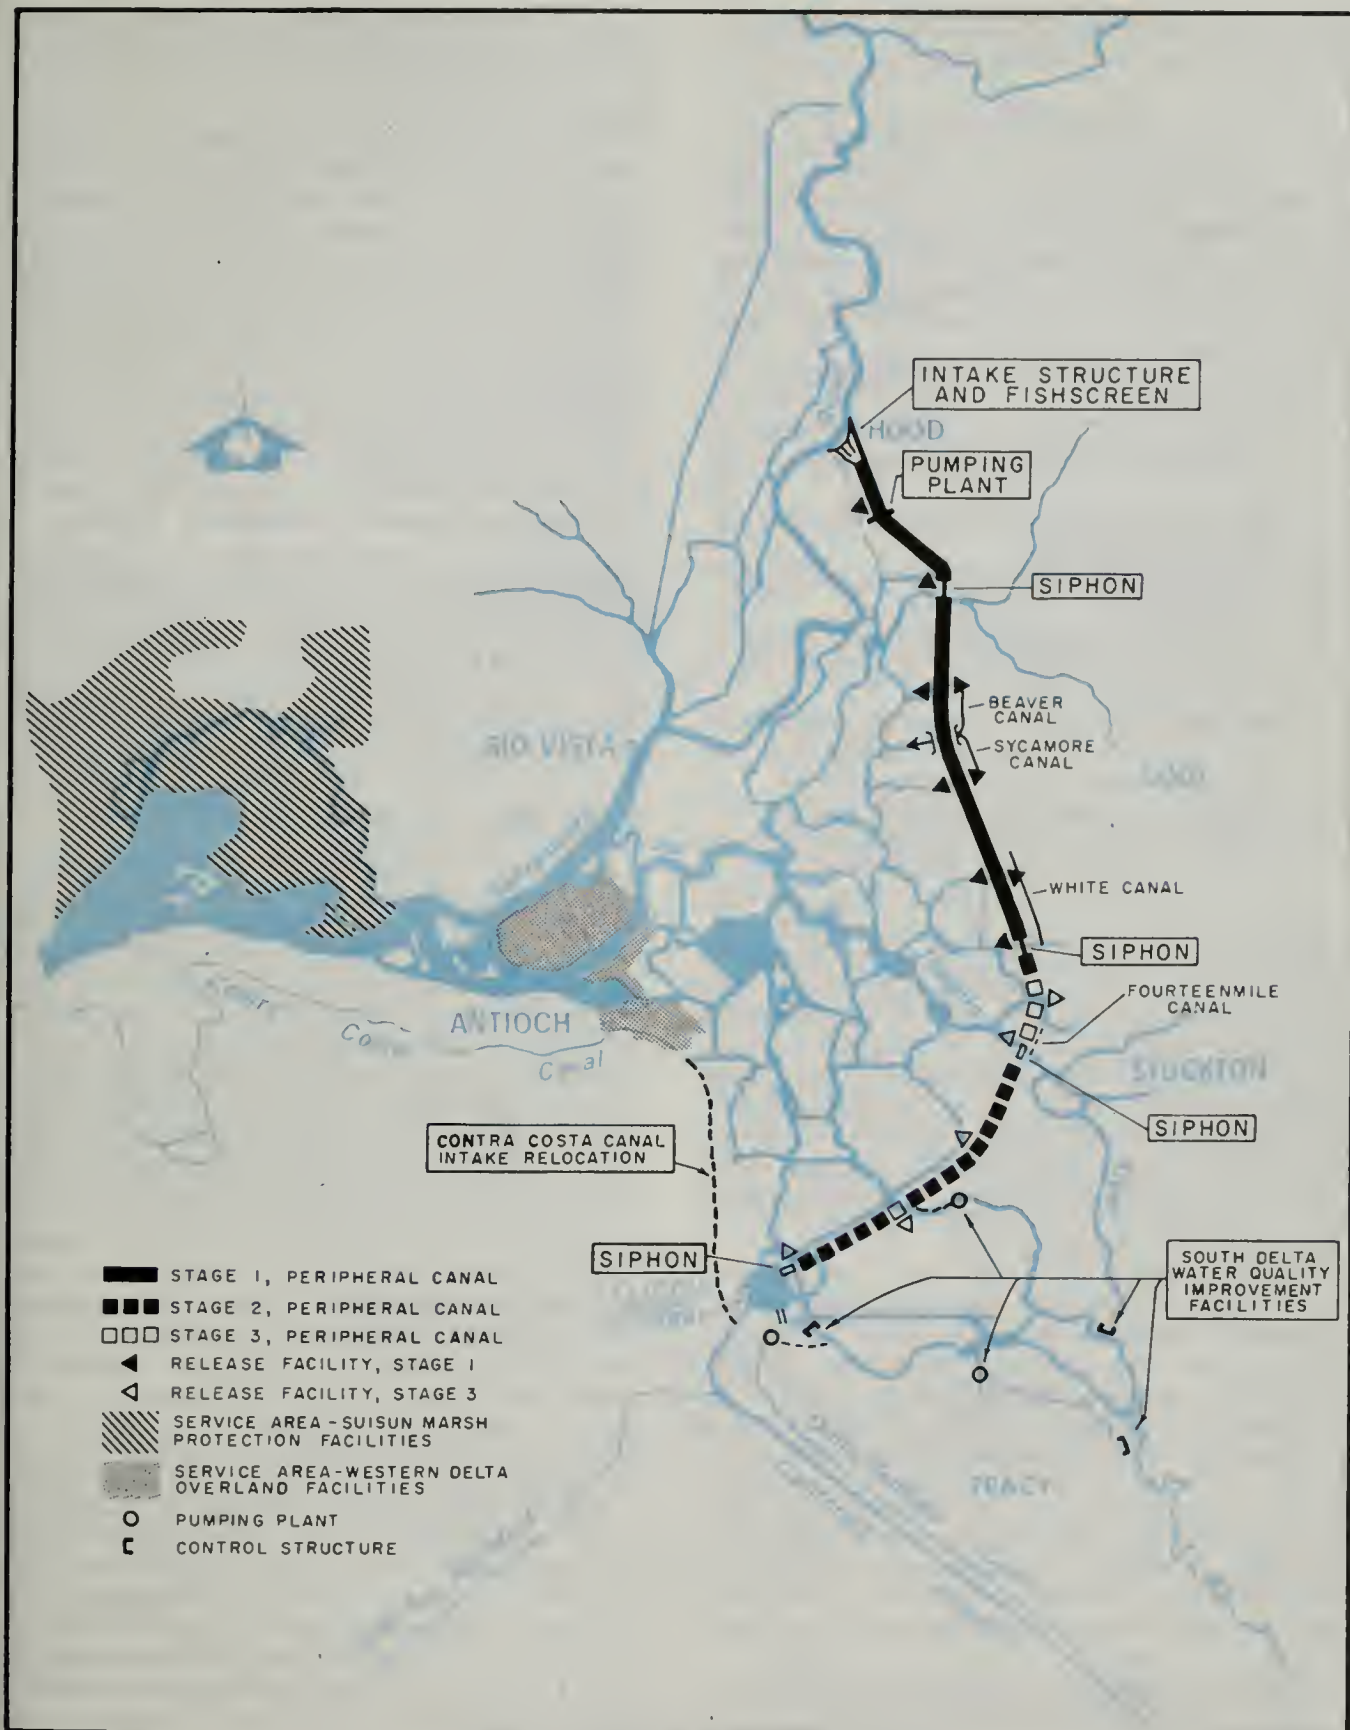 INTAKE STRUCTURE
AND FISHSCREEN
HOOD
PUMPING
PLANT
SIPHON
BEAVER
CANAL
SYCAMORE
CANAL
RIO VISTA
LODI
WHITE CANAL
SIPHON
FOURTEENMILE
CANAL
ANTIOCH
STOCKTON
SIPHON
CONTRA COSTA CANAL
INTAKE RELOCATION
SIPHON
SOUTH DELTA
WATER QUALITY
IMPROVEMENT
FACILITIES
STAGE 1, PERIPHERAL CANAL
STAGE 2, PERIPHERAL CANAL
STAGE 3, PERIPHERAL CANAL
RELEASE FACILITY, STAGE 1
RELEASE FACILITY, STAGE 3
SERVICE AREA-SUISUN MARSH
PROTECTION FACILITIES
SERVICE AREA-WESTERN DELTA
OVERLAND FACILITIES
PUMPING PLANT
CONTROL STRUCTURE
TRACY